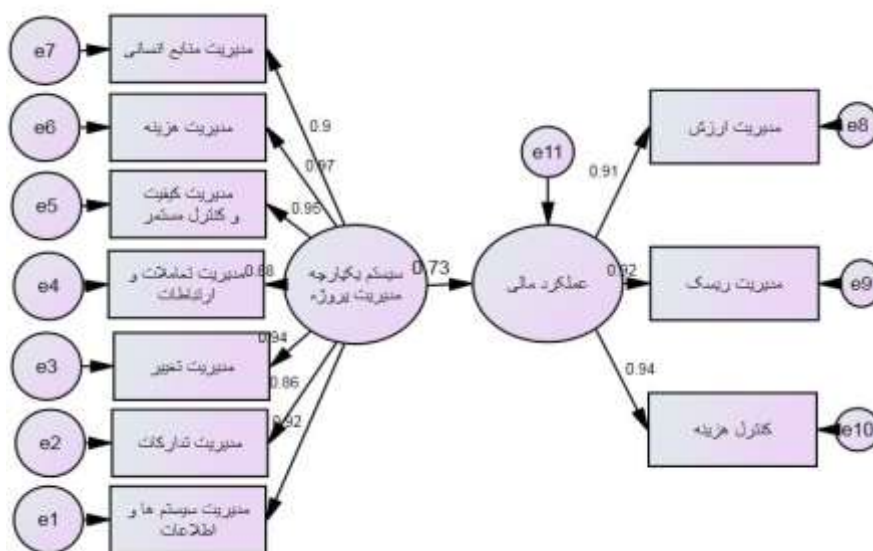 e7
مدیریت منابع انسانی
0.9
e6
مدیریت هزینه
0.97
e5
مدیریت کیفیت
و کنترل مستمر
0.95
e4
مدیریت تعاملات و
ارتباطات
0.88
e3
مدیریت تغییر
0.94
e2
مدیریت تدارکات
0.86
e1
مدیریت سیستم ها و
اطلاعات
0.92
سیستم یکپارچه
مدیریت پروژه
0.73
e11
عملکرد مالی
0.91
مدیریت ارزش
e8
0.92
مدیریت ریسک
e9
0.94
کنترل هزینه
e10